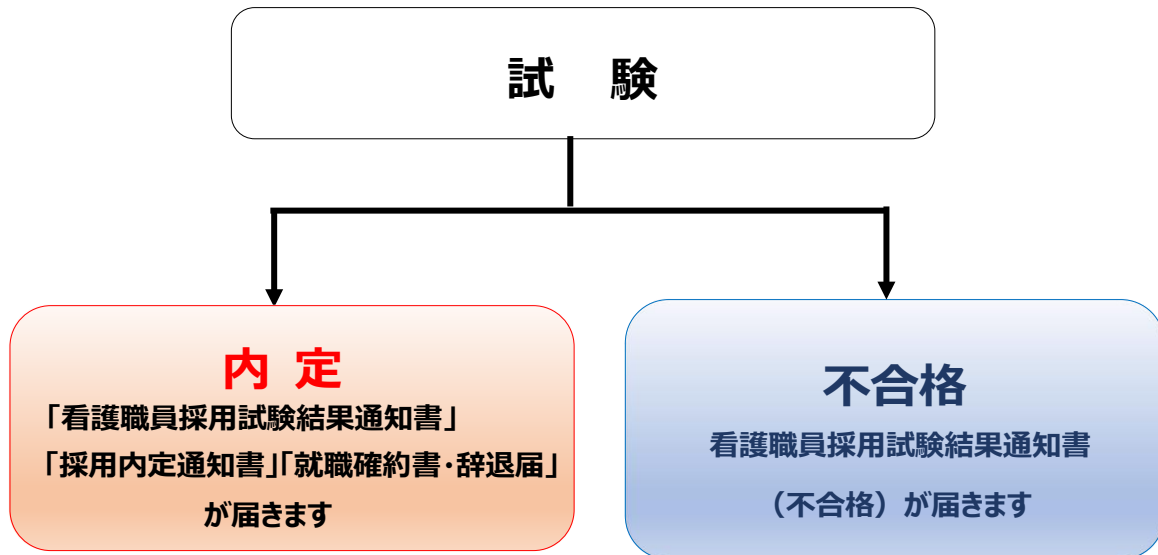 試　験
内 定
「看護職員採用試験結果通知書」
「採用内定通知書」「就職確約書・辞退届」
が届きます
不合格
看護職員採用試験結果通知書
（不合格）が届きます